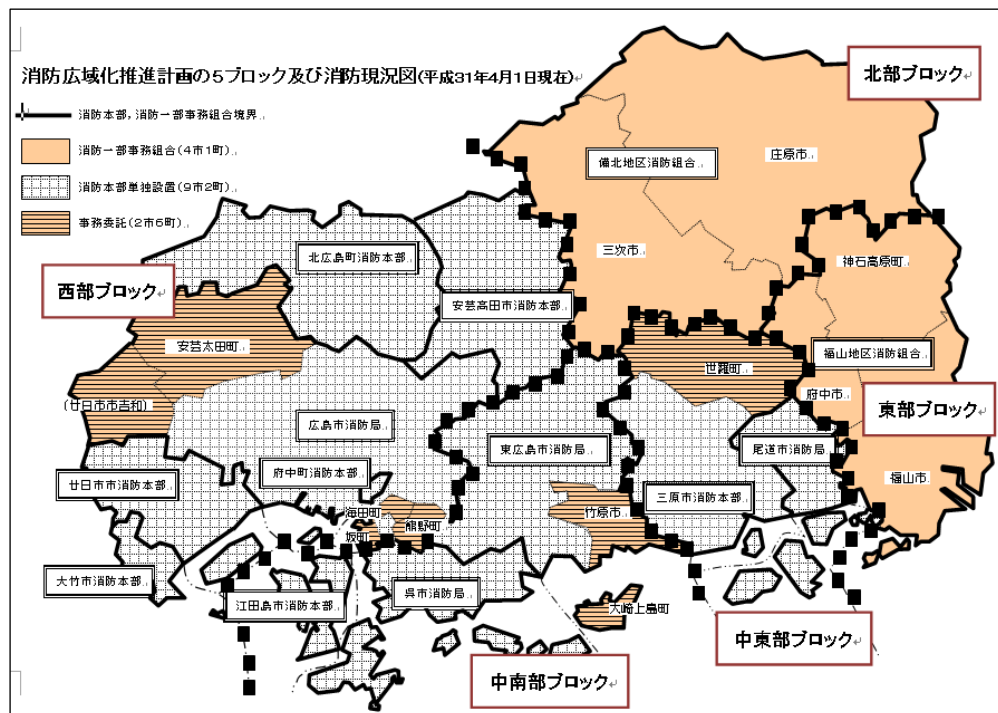 消防広域化推進計画の5ブロック及び消防現況図(平成31年4月1日現在)
消防本部,消防一部事務組合境界
消防一部事務組合(4市1町)
消防本部単独設置(9市2町)
事務委託(2市6町)
北部ブロック
備北地区消防組合
庄原市
三次市
神石高原町
北広島町消防本部
西部ブロック
安芸高田市消防本部
安芸太田町
福山地区消防組合
世羅町
府中市
(廿日市市吉和)
東部ブロック
広島市消防局
東広島市消防局
尾道市消防局
府中町消防本部
廿日市市消防本部
福山市
三原市消防本部
海田町
熊野町
竹原市
坂町
大竹市消防本部
呉市消防局
江田島市消防本部
大崎上島町
中東部ブロック
中南部ブロック